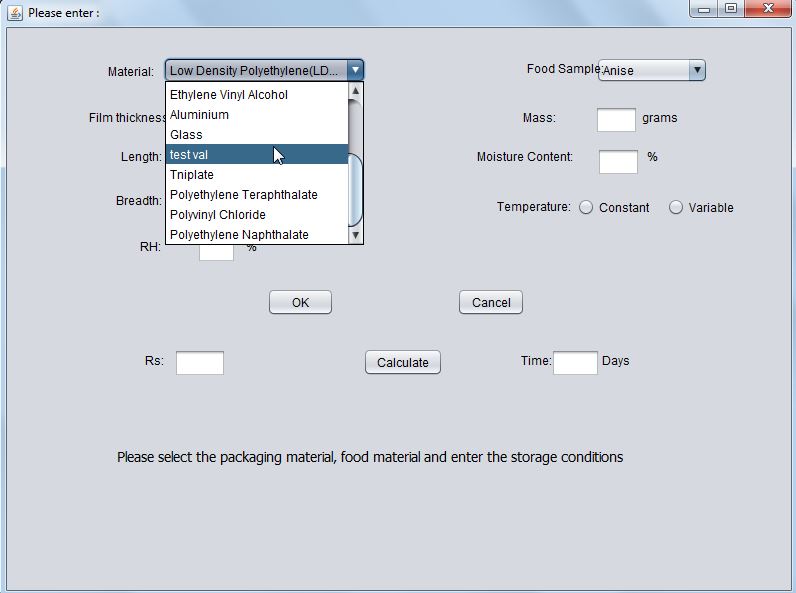 Please enter :
Material: Low Density Polyethylene(LD... Food Sample: Anise
Ethylene Vinyl Alcohol
Aluminium
Glass
test val
Tniplate
Polyethylene Teraphthalate
Polyvinyl Chloride
Polyethylene Naphthalate
Film thickness
Length:
Breadth:
RH: %
Mass: grams
Moisture Content: %
Temperature: Constant Variable
OK Cancel
Rs: Calculate Time: Days
Please select the packaging material, food material and enter the storage conditions